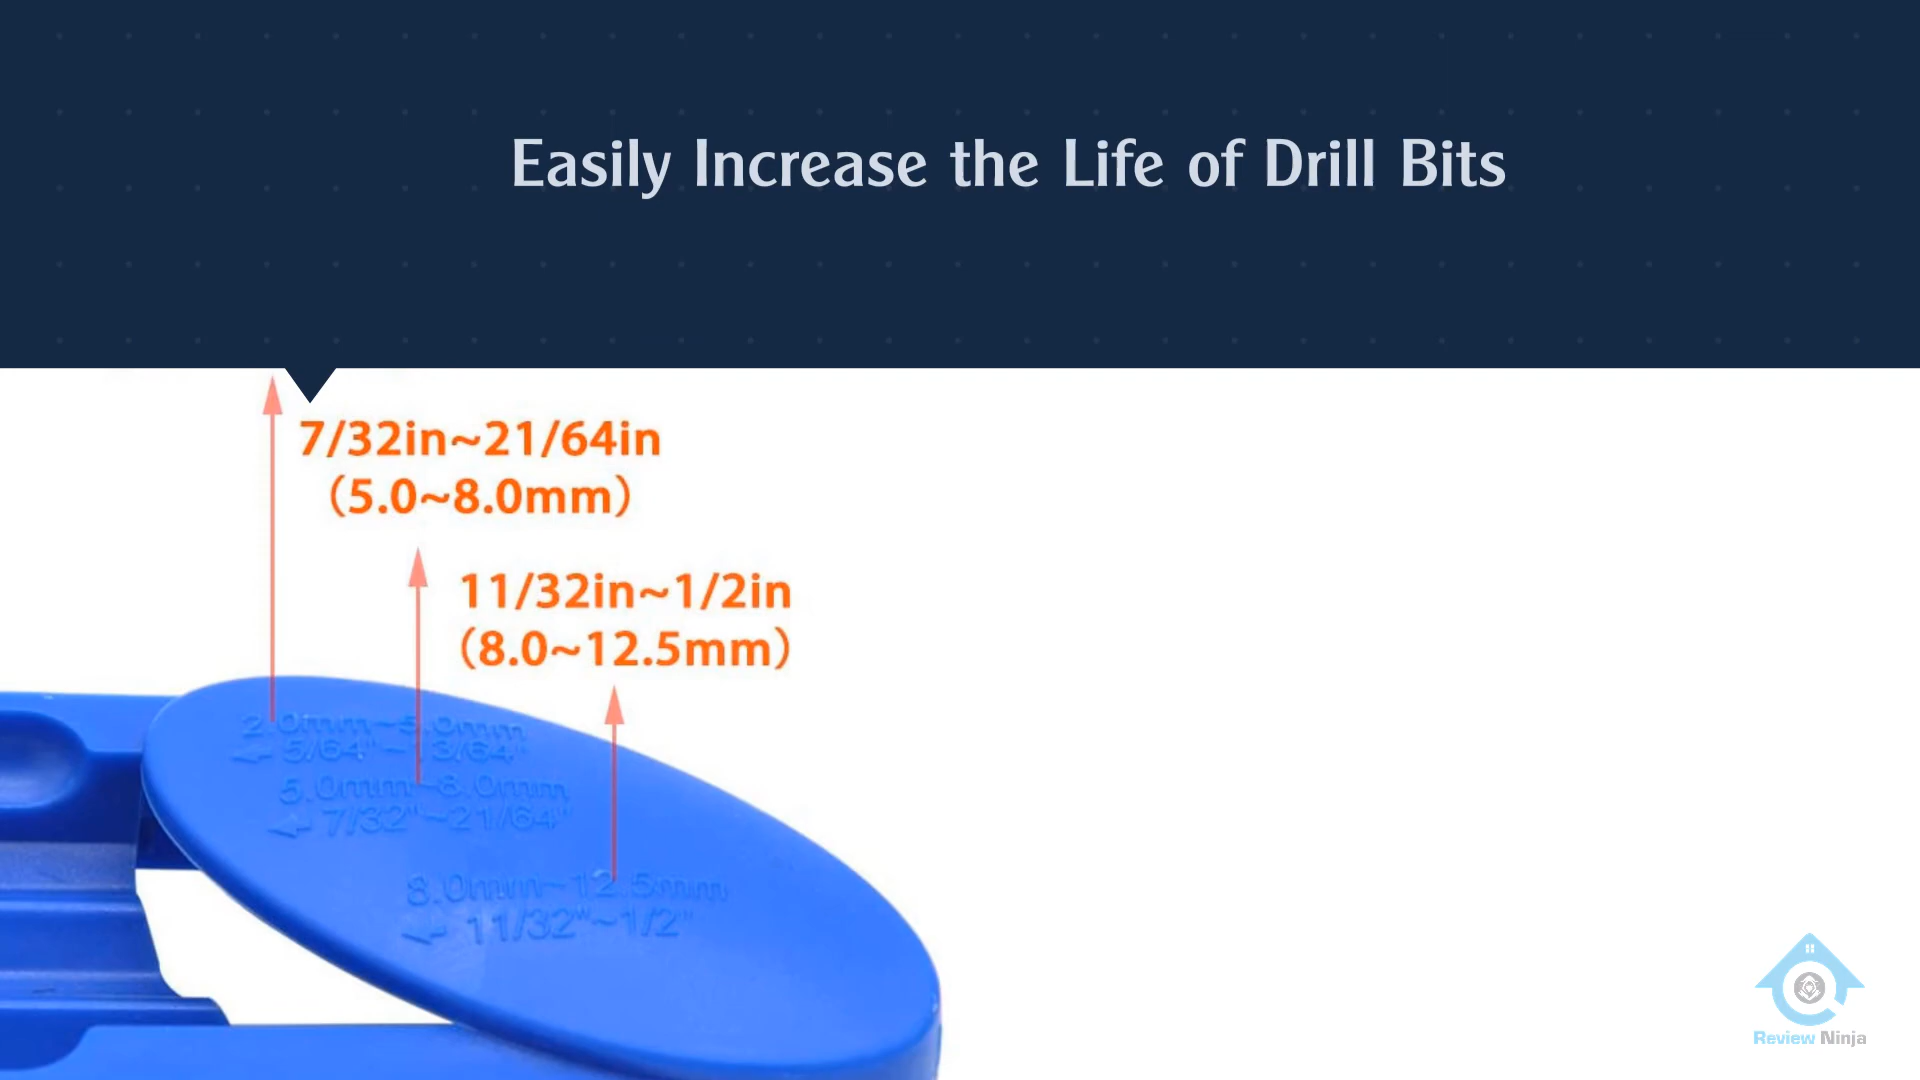 Easily Increase the Life of Drill Bits
7/32in~21/64in
(5.0~8.0mm)
11/32in~1/2in
(8.0~12.5mm)
2.0mm~5.0mm
5/64"~13/64"
5.0mm~8.0mm
7/32"~21/64"
8.0mm~12.5mm
11/32"~1/2"
Review Ninja